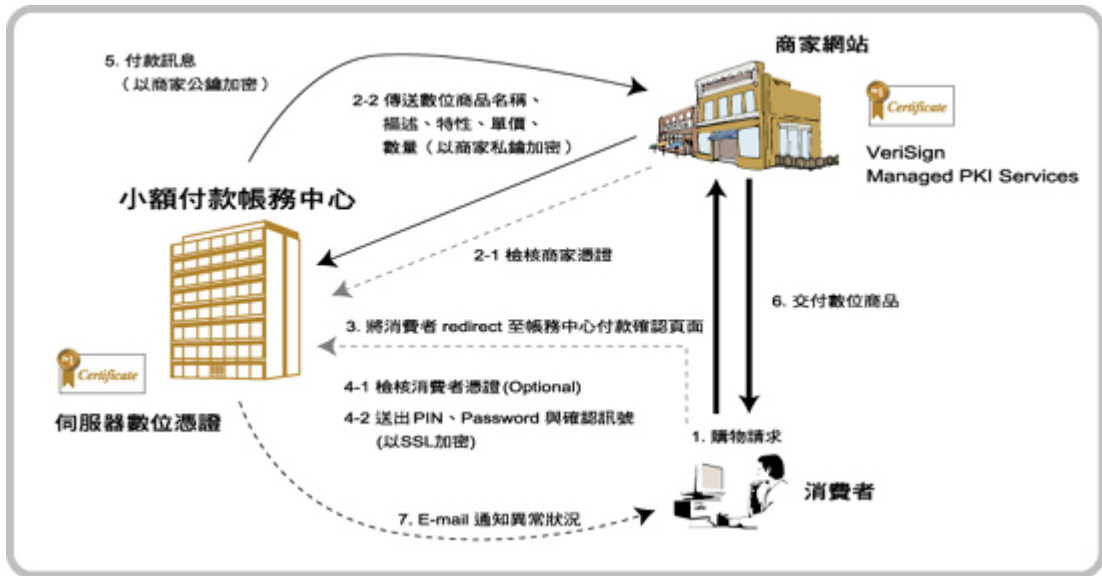 5. 付款訊息
（以商家公鑰加密）
商家網站
2-2 傳送數位商品名稱、
描述、特性、單價、
數量（以商家私鑰加密）
Certificate
VeriSign
Managed PKI Services
小額付款帳務中心
2-1 檢核商家憑證
6. 交付數位商品
3. 將消費者 redirect 至帳務中心付款確認頁面
Certificate
4-1 檢核消費者憑證(Optional)
伺服器數位憑證
4-2 送出PIN、Password 與確認訊號
(以SSL加密)
1. 購物請求
消費者
7. E-mail 通知異常狀況